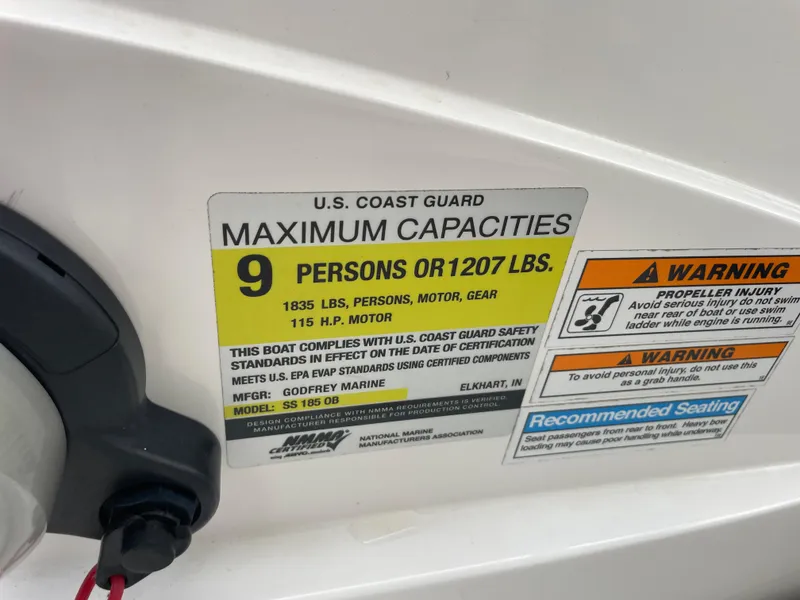 U.S. COAST GUARD
MAXIMUM CAPACITIES
9 PERSONS OR 1207 LBS.
1835 LBS, PERSONS, MOTOR, GEAR
115 H.P. MOTOR
THIS BOAT COMPLIES WITH U.S. COAST GUARD SAFETY
STANDARDS IN EFFECT ON THE DATE OF CERTIFICATION
MEETS U.S. EPA EVAP STANDARDS USING CERTIFIED COMPONENTS
MFGR: GODFREY MARINE ELKHART, IN
MODEL: SS 185 OB
DESIGN COMPLIANCE WITH NMMA REQUIREMENTS IS VERIFIED.
MANUFACTURER RESPONSIBLE FOR PRODUCTION CONTROL.
NMMA
CERTIFIED
NATIONAL MARINE
MANUFACTURERS ASSOCIATION
WARNING
PROPELLER INJURY
Avoid serious injury do not swim
near rear of boat or use swim
ladder while engine is running.
WARNING
To avoid personal injury, do not use this
as a grab handle.
Recommended Seating
Seat passengers from rear to front. Heavy bow
loading may cause poor handling while underway.